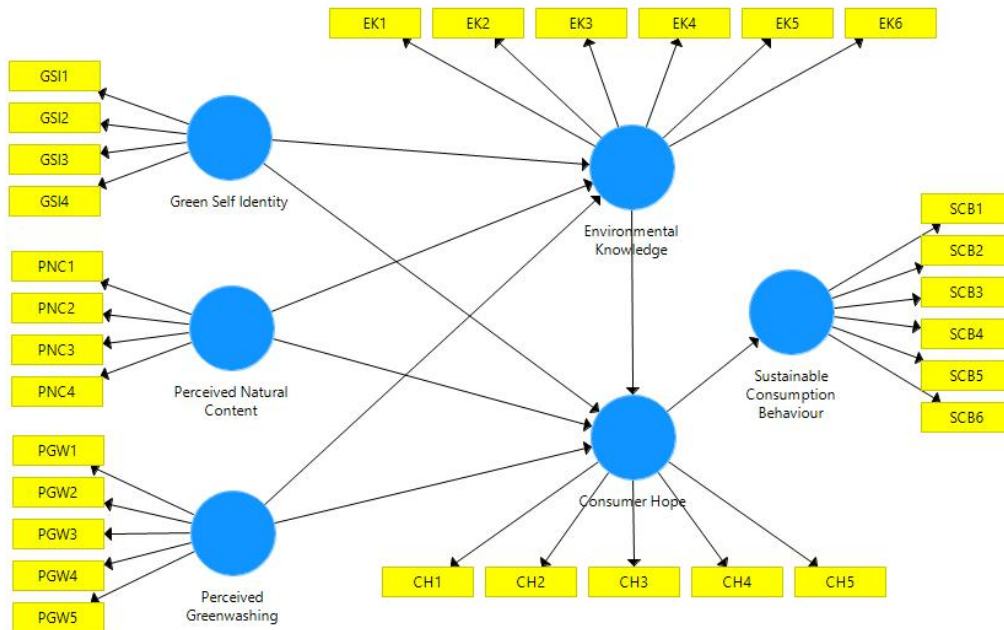 EK1
EK2
EK3
EK4
EK5
EK6
GSI1
GSI2
GSI3
GSI4
Green Self Identity
Environmental
Knowledge
PNC1
PNC2
PNC3
PNC4
Perceived Natural
Content
SCB1
SCB2
SCB3
SCB4
SCB5
SCB6
Sustainable
Consumption
Behaviour
PGW1
PGW2
PGW3
PGW4
PGW5
Perceived
Greenwashing
Consumer Hope
CH1
CH2
CH3
CH4
CH5